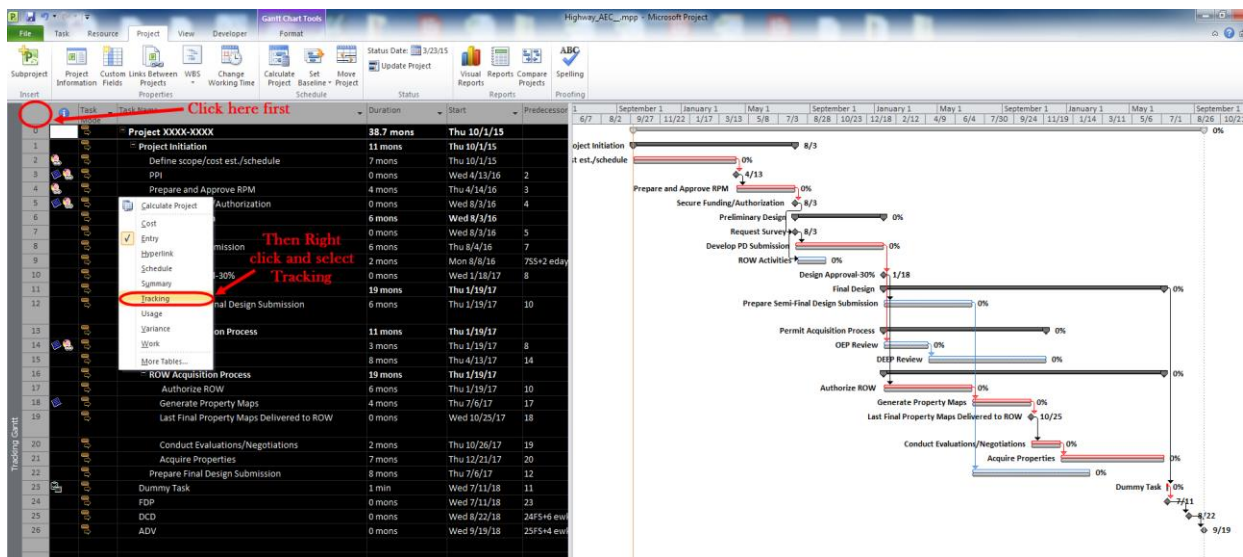 Gantt Chart Tools
Highway_AEC_.mpp - Microsoft Project
File Task Resource Project View Developer Format
Subproject
Project Information
Custom Fields
Links Between Projects
WBS
Change Working Time
Calculate Project
Set Baseline
Move Project
Status Date: 3/23/15
Update Project
Visual Reports
Reports
Compare Projects
ABC
Spelling
Insert Properties Schedule Status Reports Proofing
Click here first
Task Mode Task Name Duration Start Predecessor
0 Project XXXX-XXXX 38.7 mons Thu 10/1/15
1 Project Initiation 11 mons Thu 10/1/15
2 Define scope/cost est./schedule 7 mons Thu 10/1/15
3 PPI 0 mons Wed 4/13/16 2
4 Prepare and Approve RPM 4 mons Thu 4/14/16 3
5 /Authorization 0 mons Wed 8/3/16 4
6 6 mons Wed 8/3/16
7 0 mons Wed 8/3/16 5
8 mission 6 mons Thu 8/4/16 7
9 2 mons Mon 8/8/16 7SS+2 eday
10 -30% 0 mons Wed 1/18/17 8
11 19 mons Thu 1/19/17
12 nal Design Submission 6 mons Thu 1/19/17 10
13 on Process 11 mons Thu 1/19/17
14 3 mons Thu 1/19/17 8
15 8 mons Thu 4/13/17 14
16 ROW Acquisition Process 19 mons Thu 1/19/17
17 Authorize ROW 6 mons Thu 1/19/17 10
18 Generate Property Maps 4 mons Thu 7/6/17 17
19 Last Final Property Maps Delivered to ROW 0 mons Wed 10/25/17 18
20 Conduct Evaluations/Negotiations 2 mons Thu 10/26/17 19
21 Acquire Properties 7 mons Thu 12/21/17 20
22 Prepare Final Design Submission 8 mons Thu 7/6/17 12
23 Dummy Task 1 min Wed 7/11/18 11
24 FDP 0 mons Wed 7/11/18 23
25 DCD 0 mons Wed 8/22/18 24FS+6 ewk
26 ADV 0 mons Wed 9/19/18 25FS+4 ewk
Calculate Project
Cost
Entry
Hyperlink
Schedule
Summary
Tracking
Usage
Variance
Work
More Tables...
Then Right
click and select
Tracking
Tracking Gantt
1 September 1 January 1 May 1 September 1 January 1 May 1 September 1 January 1 May 1 September 1
6/7 8/2 9/27 11/22 1/17 3/13 5/8 7/3 8/28 10/23 12/18 2/12 4/9 6/4 7/30 9/24 11/19 1/14 3/11 5/6 7/1 8/26 10/21
0%
oject Initiation 8/3
t est./schedule 0%
4/13
Prepare and Approve RPM 0%
Secure Funding/Authorization 8/3
Preliminary Design 0%
Request Survey 8/3
Develop PD Submission 0%
ROW Activities 0%
Design Approval-30% 1/18
Final Design 0%
Prepare Semi-Final Design Submission 0%
Permit Acquisition Process 0%
OEP Review 0%
DEEP Review 0%
0%
Authorize ROW 0%
Generate Property Maps 0%
Last Final Property Maps Delivered to ROW 10/25
Conduct Evaluations/Negotiations 0%
Acquire Properties 0%
0%
Dummy Task 0%
7/11
8/22
9/19